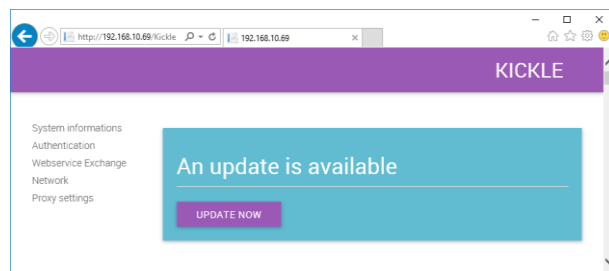 http://192.168.10.69/Kickle
192.168.10.69
KICKLE
System informations
Authentication
Webservice Exchange
Network
Proxy settings
An update is available
UPDATE NOW